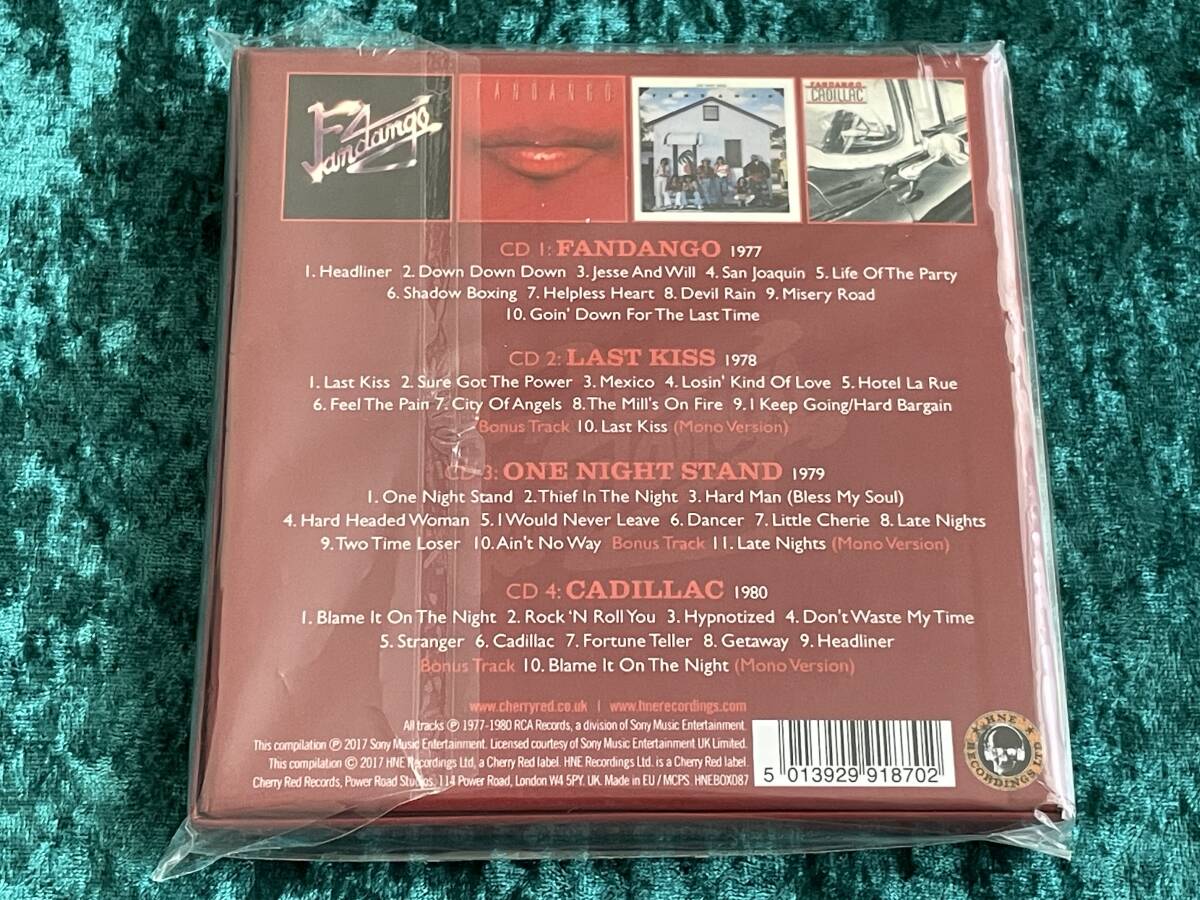 Fandango
FANDANGO
FANDANGO
CADILLAC
CD 1: FANDANGO 1977
1. Headliner 2. Down Down Down 3. Jesse And Will 4. San Joaquin 5. Life Of The Party
6. Shadow Boxing 7. Helpless Heart 8. Devil Rain 9. Misery Road
10. Goin' Down For The Last Time
CD 2: LAST KISS 1978
1. Last Kiss 2. Sure Got The Power 3. Mexico 4. Losin' Kind Of Love 5. Hotel La Rue
6. Feel The Pain 7. City Of Angels 8. The Mill's On Fire 9. I Keep Going/Hard Bargain
Bonus Track 10. Last Kiss (Mono Version)
CD 3: ONE NIGHT STAND 1979
1. One Night Stand 2. Thief In The Night 3. Hard Man (Bless My Soul)
4. Hard Headed Woman 5. I Would Never Leave 6. Dancer 7. Little Cherie 8. Late Nights
9. Two Time Loser 10. Ain't No Way Bonus Track 11. Late Nights (Mono Version)
CD 4: CADILLAC 1980
1. Blame It On The Night 2. Rock 'N Roll You 3. Hypnotized 4. Don't Waste My Time
5. Stranger 6. Cadillac 7. Fortune Teller 8. Getaway 9. Headliner
Bonus Track 10. Blame It On The Night (Mono Version)
www.cherryred.co.uk | www.hnerecordings.com
All tracks ℗ 1977-1980 RCA Records, a division of Sony Music Entertainment.
This compilation ℗ 2017 Sony Music Entertainment. Licensed courtesy of Sony Music Entertainment UK Limited.
This compilation © 2017 HNE Recordings Ltd, a Cherry Red label. HNE Recordings Ltd. is a Cherry Red label.
Cherry Red Records, Power Road Studios, 114 Power Road, London W4 5PY. UK. Made in EU / MCPS. HNEBOX087
5 013929 918702
HNE RECORDINGS LTD